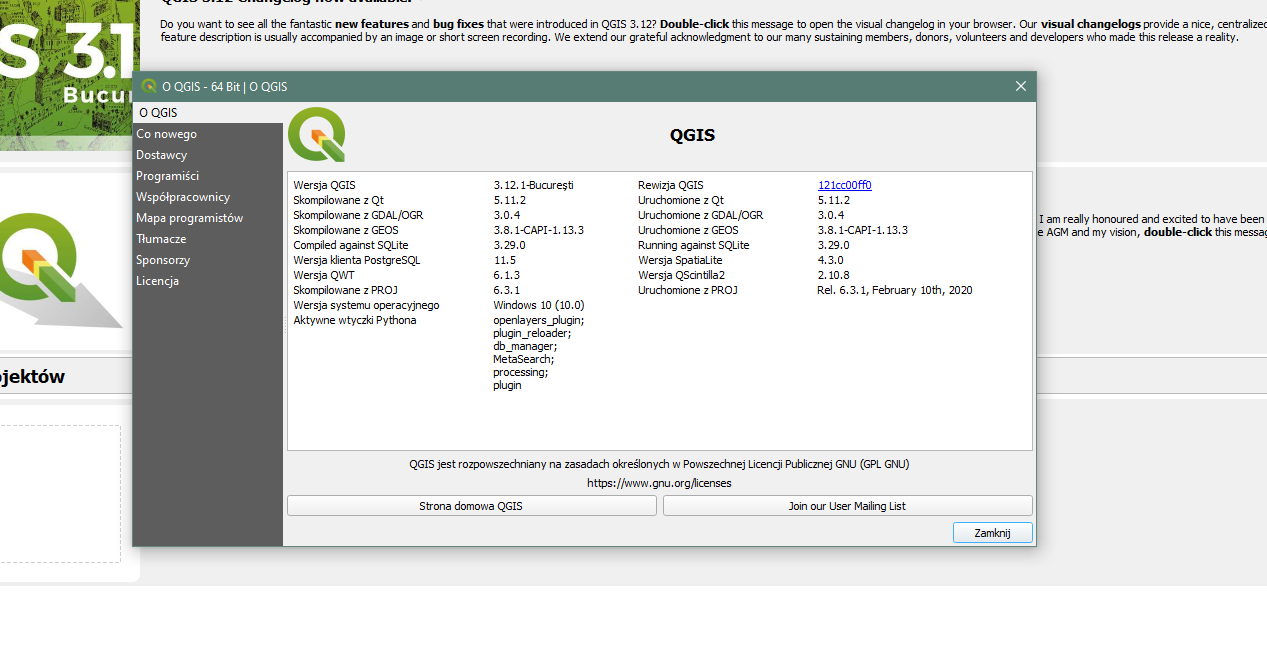 QGIS 3.12 Changelog now available!
Do you want to see all the fantastic new features and bug fixes that were introduced in QGIS 3.12? Double-click this message to open the visual changelog in your browser. Our visual changelogs provide a nice, centralized
feature description is usually accompanied by an image or short screen recording. We extend our grateful acknowledgment to our many sustaining members, donors, volunteers and developers who made this release a reality.
S 3.1
Bucu
O QGIS - 64 Bit | O QGIS
O QGIS
Co nowego
Dostawcy
Programiści
Współpracownicy
Mapa programistów
Tłumacze
Sponsorzy
Licencja
QGIS
Wersja QGIS 3.12.1-București Rewizja QGIS 121cc00ff0
Skompilowane z Qt 5.11.2 Uruchomione z Qt 5.11.2
Skompilowane z GDAL/OGR 3.0.4 Uruchomione z GDAL/OGR 3.0.4
Skompilowane z GEOS 3.8.1-CAPI-1.13.3 Uruchomione z GEOS 3.8.1-CAPI-1.13.3
Compiled against SQLite 3.29.0 Running against SQLite 3.29.0
Wersja klienta PostgreSQL 11.5 Wersja SpatiaLite 4.3.0
Wersja QWT 6.1.3 Wersja QScintilla2 2.10.8
Skompilowane z PROJ 6.3.1 Uruchomione z PROJ Rel. 6.3.1, February 10th, 2020
Wersja systemu operacyjnego Windows 10 (10.0)
Aktywne wtyczki Pythona openlayers_plugin;
plugin_reloader;
db_manager;
MetaSearch;
processing;
plugin
QGIS jest rozpowszechniany na zasadach określonych w Powszechnej Licencji Publicznej GNU (GPL GNU)
https://www.gnu.org/licenses
Strona domowa QGIS Join our User Mailing List
Zamknij
I am really honoured and excited to have been
e AGM and my vision, double-click this messag
ojektów